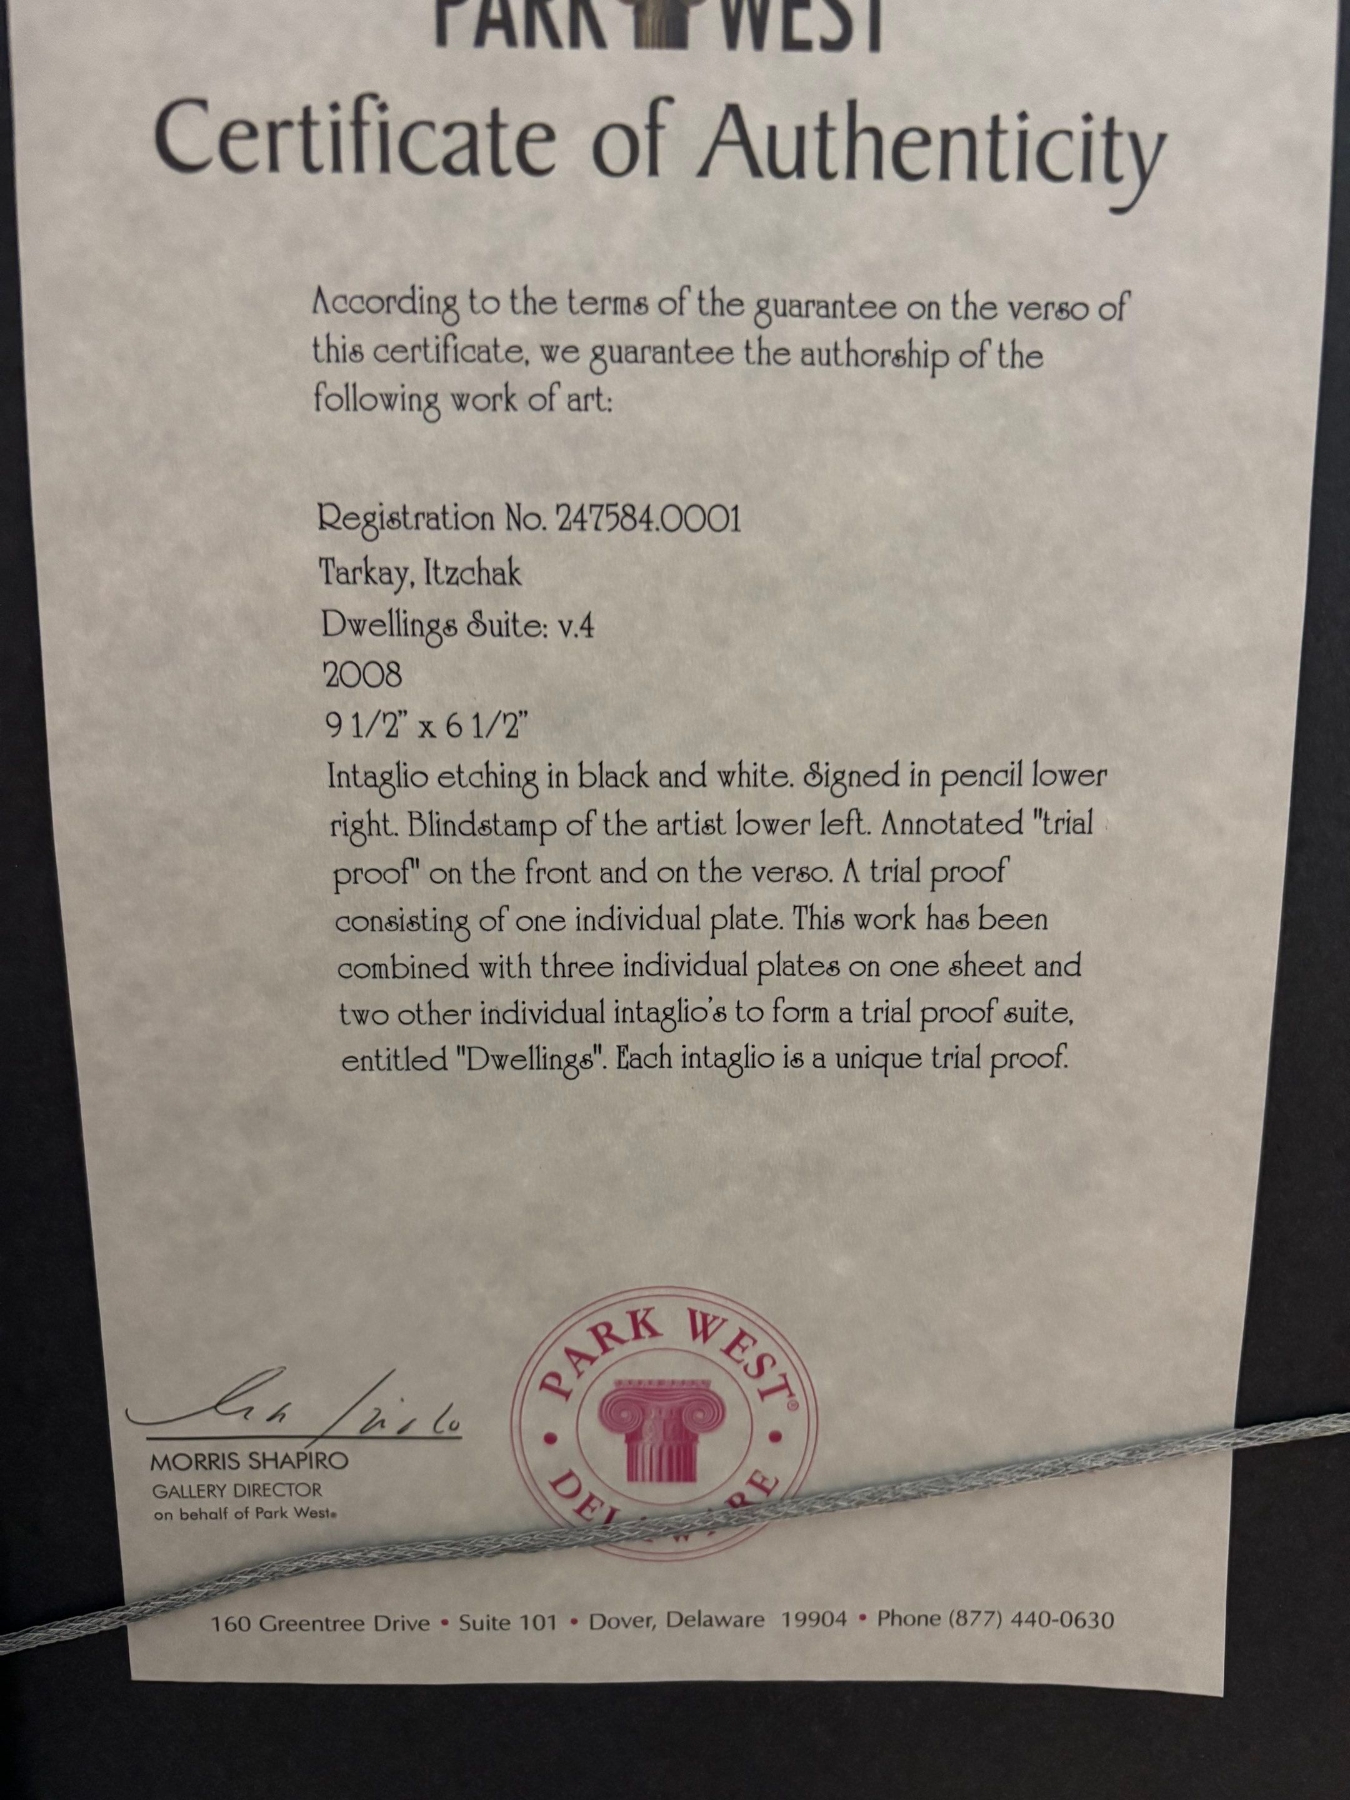 PARK WEST
Certificate of Authenticity
According to the terms of the guarantee on the verso of
this certificate, we guarantee the authorship of the
following work of art:
Registration No. 247584.0001
Tarkay, Itzchak
Dwellings Suite: v.4
2008
9 1/2" x 6 1/2"
Intaglio etching in black and white. Signed in pencil lower
right. Blindstamp of the artist lower left. Annotated "trial
proof" on the front and on the verso. A trial proof
consisting of one individual plate. This work has been
combined with three individual plates on one sheet and
two other individual intaglio's to form a trial proof suite,
entitled "Dwellings". Each intaglio is a unique trial proof.
PARK WEST®
• DELAWARE •
MORRIS SHAPIRO
GALLERY DIRECTOR
on behalf of Park West®
160 Greentree Drive • Suite 101 • Dover, Delaware 19904 • Phone (877) 440-0630